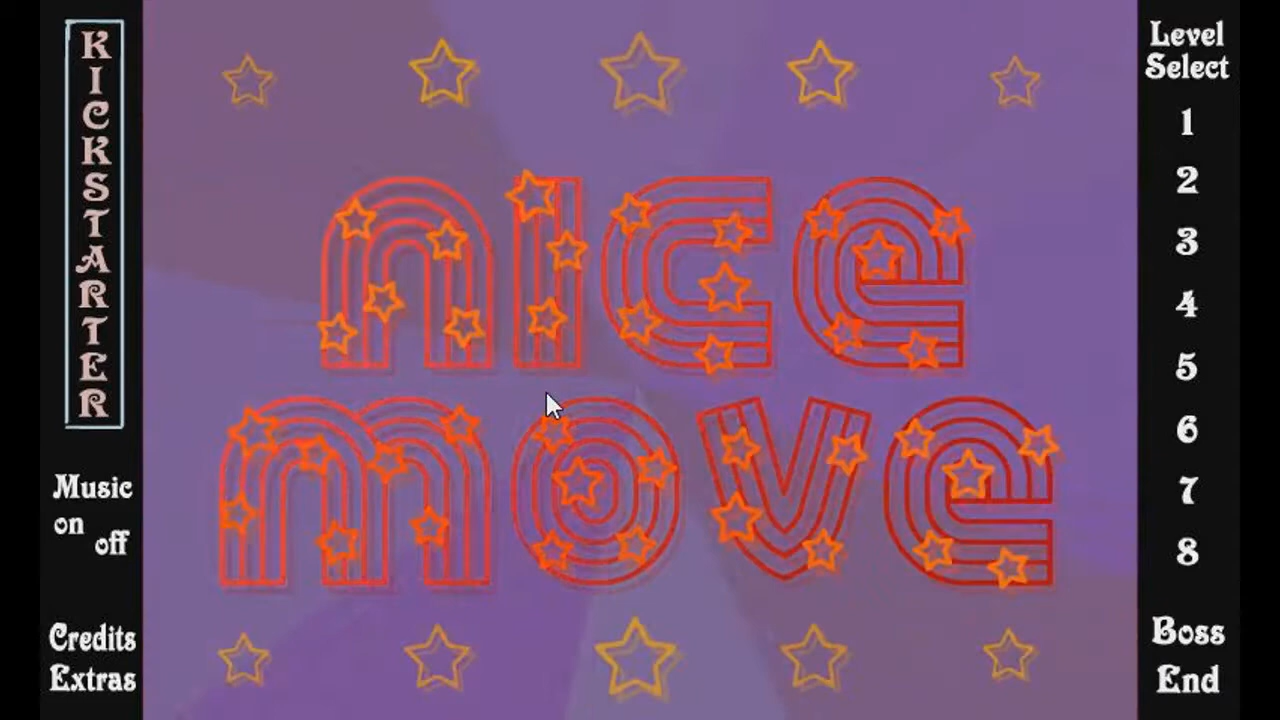 KICKSTARTER
Music
on
off
Credits
Extras
nice
move
Level
Select
1
2
3
4
5
6
7
8
Boss
End